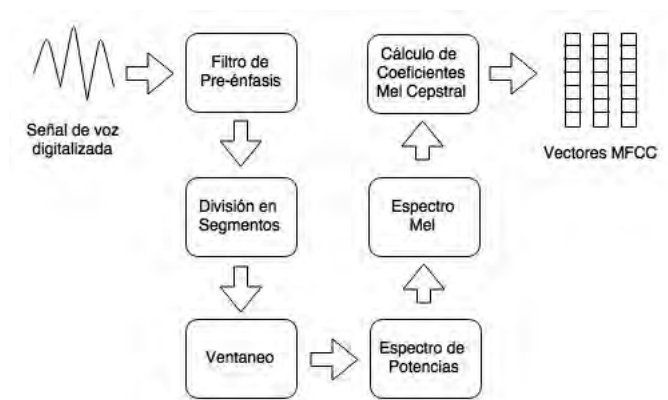 Señal de voz
digitalizada
Filtro de
Pre-énfasis
División en
Segmentos
Ventaneo
Espectro de
Potencias
Espectro
Mel
Cálculo de
Coeficientes
Mel Cepstral
Vectores MFCC